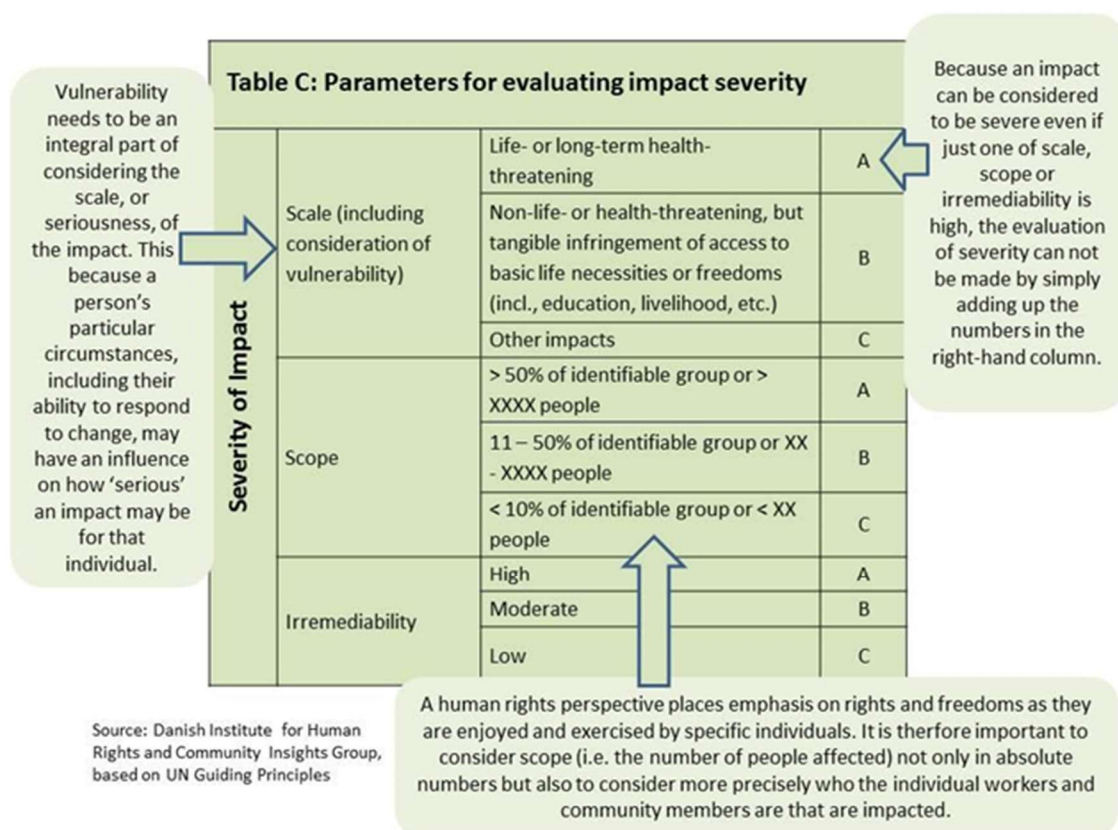 Table C: Parameters for evaluating impact severity
Vulnerability
needs to be an
integral part of
considering the
scale, or
seriousness, of
the impact. This
because a
person's
particular
circumstances,
including their
ability to respond
to change, may
have an influence
on how 'serious'
an impact may be
for that
individual.
Severity of Impact
Scale (including
consideration of
vulnerability)
Life- or long-term health-
threatening
A
Non-life- or health-threatening, but
tangible infringement of access to
basic life necessities or freedoms
(incl., education, livelihood, etc.)
B
Other impacts
C
Scope
> 50% of identifiable group or >
XXXX people
A
11 – 50% of identifiable group or XX
- XXXX people
B
< 10% of identifiable group or < XX
people
C
Irremediability
High
A
Moderate
B
Low
C
Because an impact
can be considered
to be severe even if
just one of scale,
scope or
irremediability is
high, the evaluation
of severity can not
be made by simply
adding up the
numbers in the
right-hand column.
A human rights perspective places emphasis on rights and freedoms as they
are enjoyed and exercised by specific individuals. It is therfore important to
consider scope (i.e. the number of people affected) not only in absolute
numbers but also to consider more precisely who the individual workers and
community members are that are impacted.
Source: Danish Institute for Human
Rights and Community Insights Group,
based on UN Guiding Principles